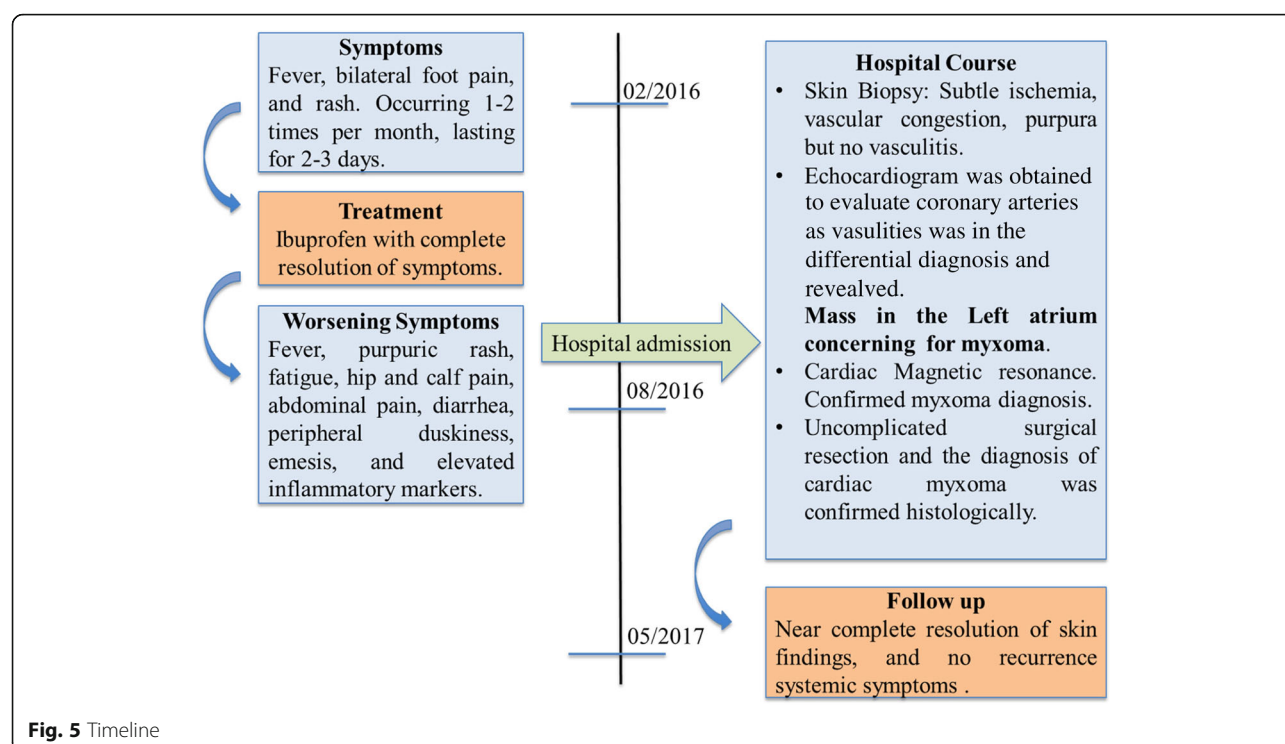 Symptoms
Fever, bilateral foot pain,
and rash. Occurring 1-2
times per month, lasting
for 2-3 days.
Treatment
Ibuprofen with complete
resolution of symptoms.
Worsening Symptoms
Fever, purpuric rash,
fatigue, hip and calf pain,
abdominal pain, diarrhea,
peripheral duskiness,
emesis, and elevated
inflammatory markers.
02/2016
Hospital admission
08/2016
05/2017
Hospital Course
• Skin Biopsy: Subtle ischemia,
vascular congestion, purpura
but no vasculitis.
• Echocardiogram was obtained
to evaluate coronary arteries
as vasulities was in the
differential diagnosis and
revealved.
Mass in the Left atrium
concerning for myxoma.
• Cardiac Magnetic resonance.
Confirmed myxoma diagnosis.
• Uncomplicated surgical
resection and the diagnosis of
cardiac myxoma was
confirmed histologically.
Follow up
Near complete resolution of skin
findings, and no recurrence
systemic symptoms .
Fig. 5 Timeline